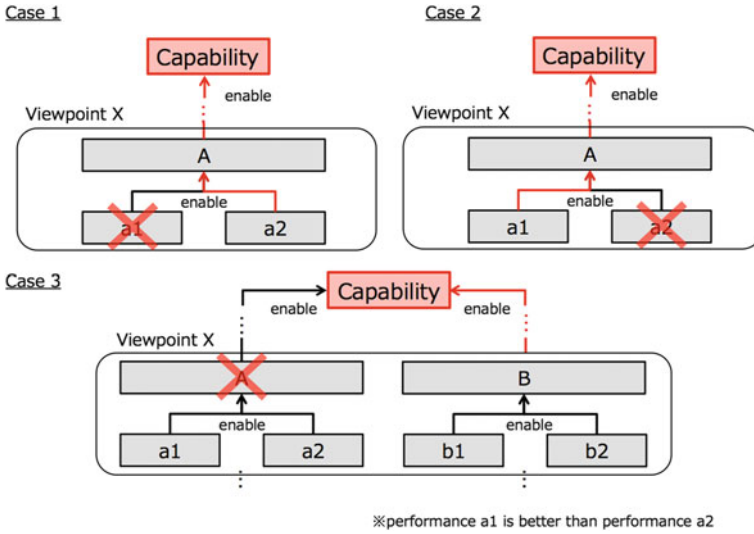 Case 1
Capability
enable
Viewpoint X
A
enable
a1
a2
Case 2
Capability
enable
Viewpoint X
A
enable
a1
a2
Case 3
Capability
enable
enable
Viewpoint X
A
B
enable
enable
a1
a2
b1
b2
※performance a1 is better than performance a2